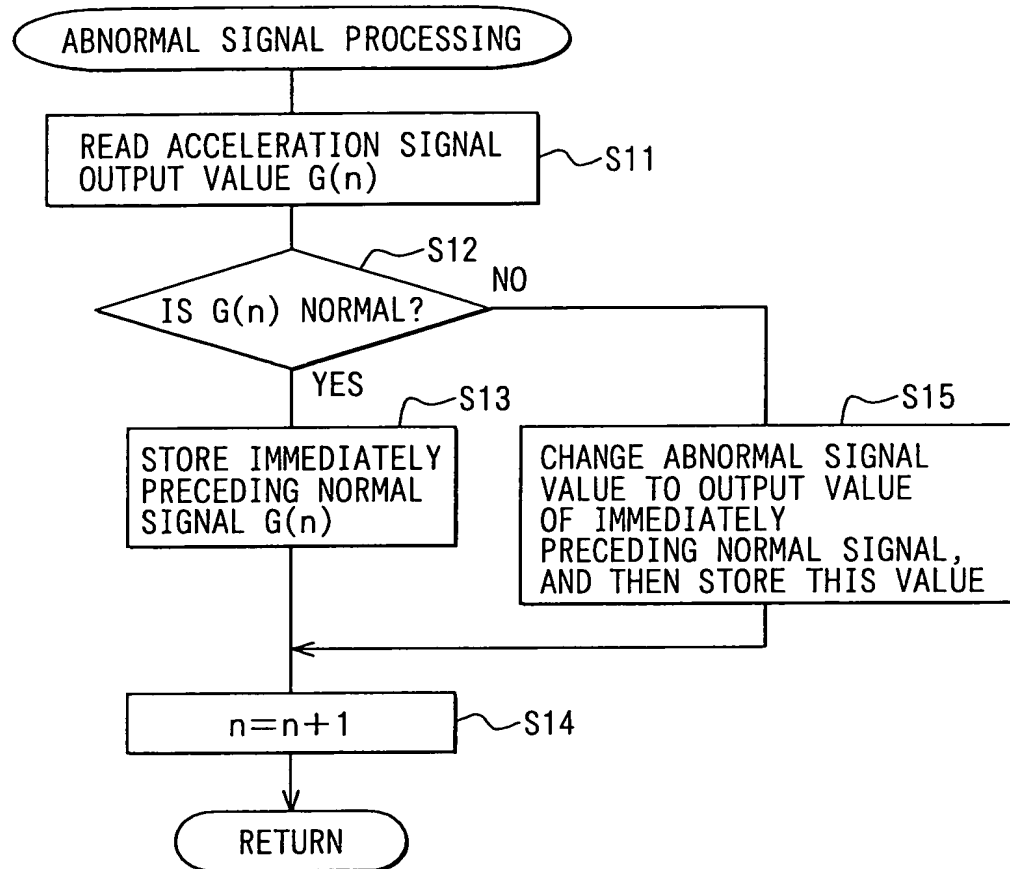 ABNORMAL SIGNAL PROCESSING
READ ACCELERATION SIGNAL
OUTPUT VALUE G(n)
S11
S12
IS G(n) NORMAL?
NO
YES
S13
STORE IMMEDIATELY
PRECEDING NORMAL
SIGNAL G(n)
S15
CHANGE ABNORMAL SIGNAL
VALUE TO OUTPUT VALUE
OF IMMEDIATELY
PRECEDING NORMAL SIGNAL,
AND THEN STORE THIS VALUE
n=n+1
S14
RETURN